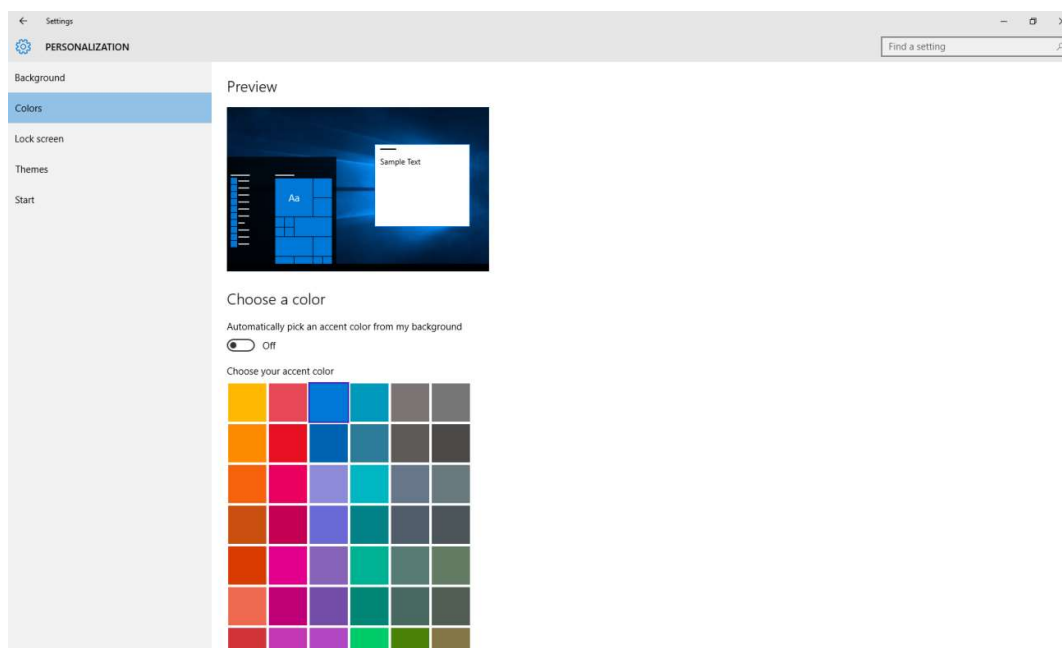 Settings
PERSONALIZATION
Find a setting
Background
Colors
Lock screen
Themes
Start
Preview
Sample Text
Aa
Choose a color
Automatically pick an accent color from my background
Off
Choose your accent color